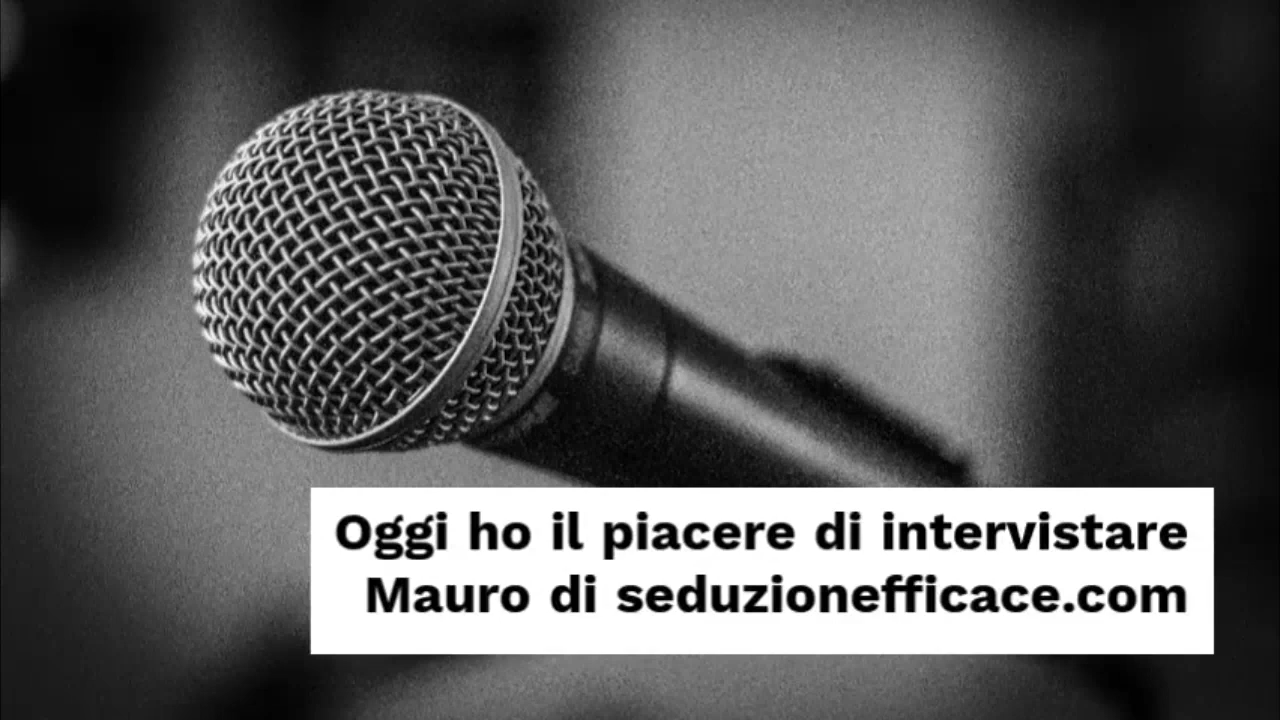 Oggi ho il piacere di intervistare
Mauro di seduzionefficace.com